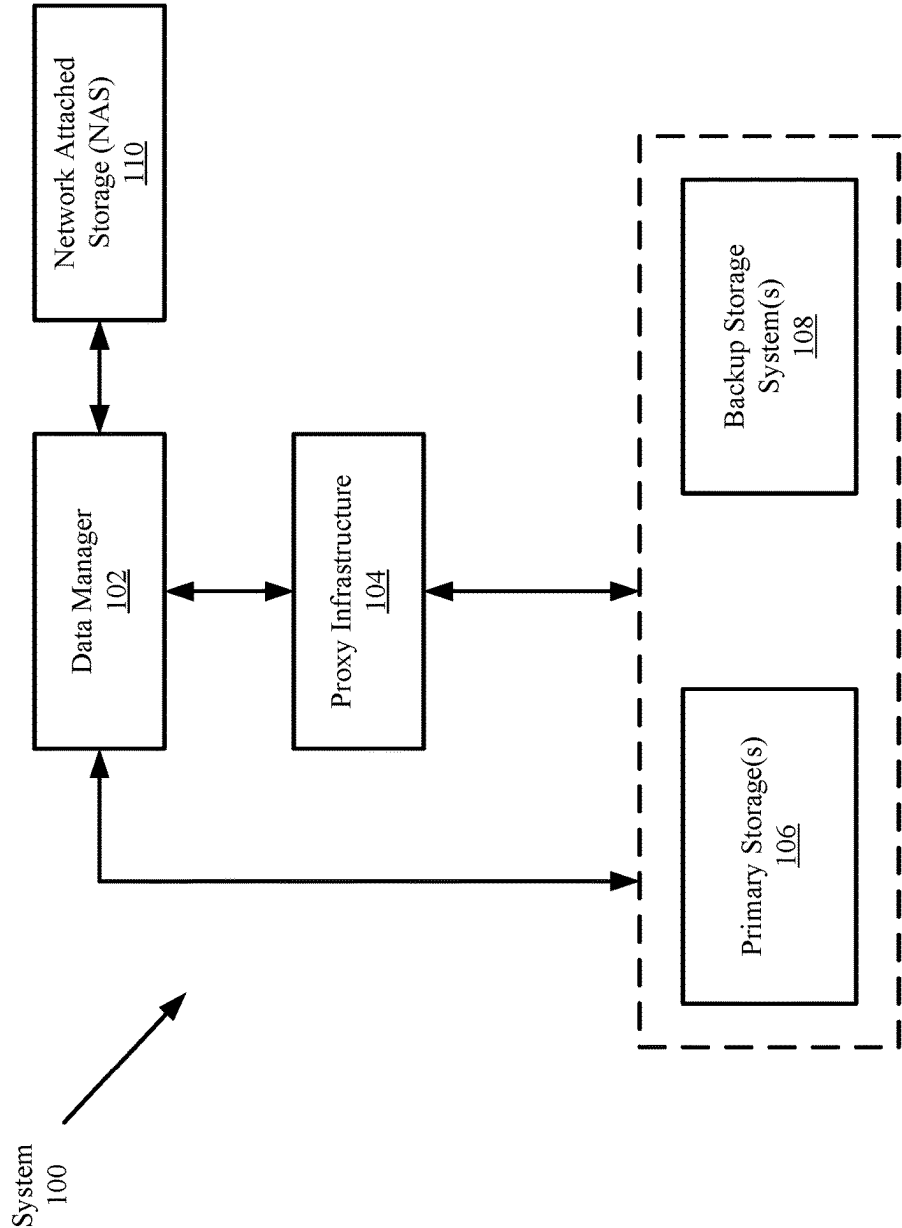 System
100
Data Manager
102
Network Attached
Storage (NAS)
110
Proxy Infrastructure
104
Primary Storage(s)
106
Backup Storage
System(s)
108